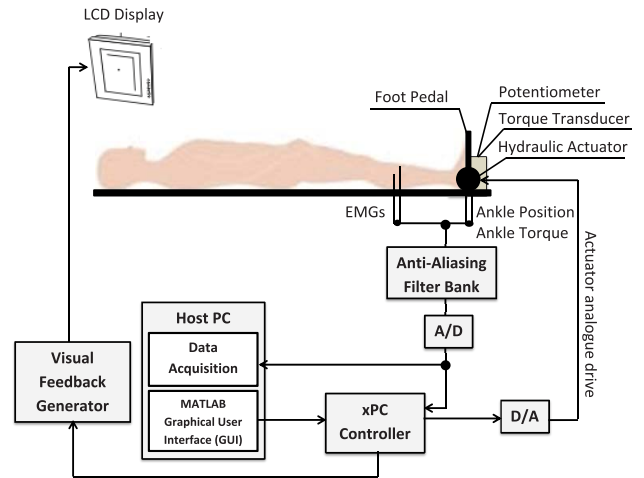 LCD Display
Foot Pedal
Potentiometer
Torque Transducer
Hydraulic Actuator
EMGs
Ankle Position
Ankle Torque
Anti-Aliasing
Filter Bank
A/D
Actuator analogue drive
Host PC
Data
Acquisition
MATLAB
Graphical User
Interface (GUI)
Visual
Feedback
Generator
xPC
Controller
D/A